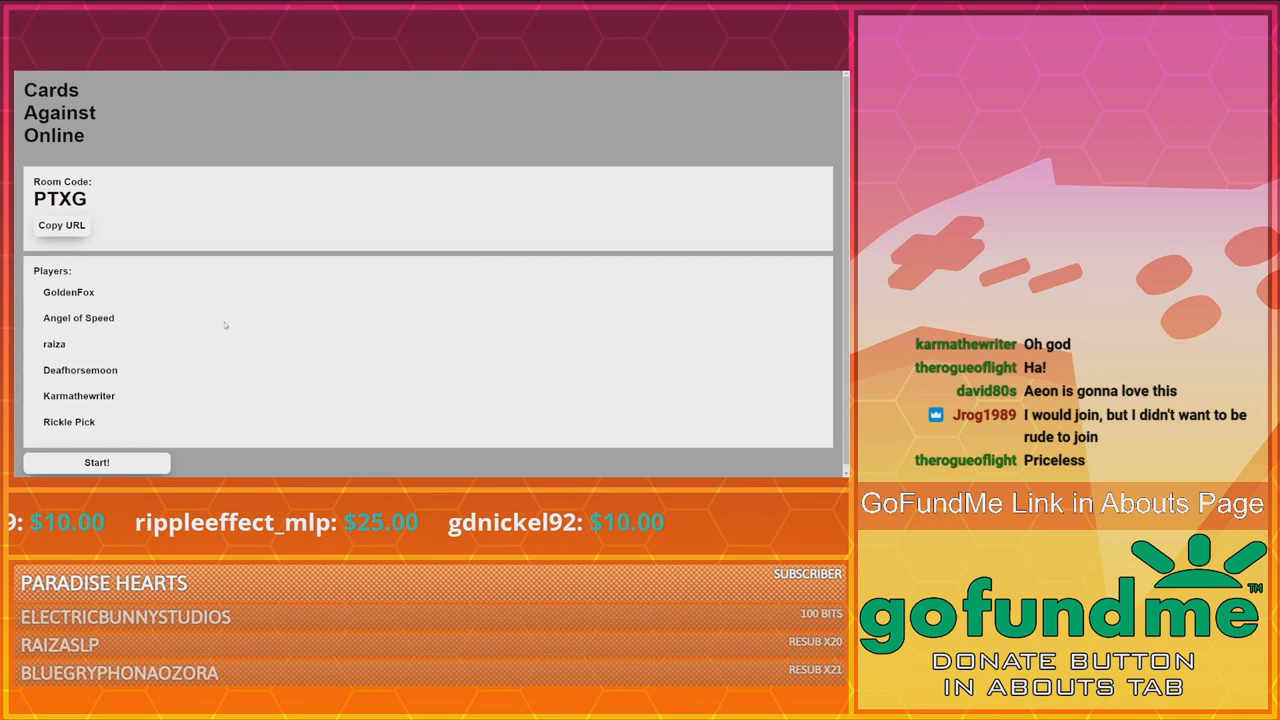 Cards
Against
Online
Room Code:
PTXG
Copy URL
Players:
GoldenFox
Angel of Speed
raiza
Deafhorsemoon
Karmathewriter
Rickle Pick
Start!
karmathewriter Oh god
therogueoflight Ha!
david80s Aeon is gonna love this
Jrog1989 I would join, but I didn't want to be
rude to join
therogueoflight Priceless
9: $10.00 rippleeffect_mlp: $25.00 gdnickel92: $10.00
PARADISE HEARTS SUBSCRIBER
ELECTRICBUNNYSTUDIOS 100 BITS
RAIZASLP RESUB X20
BLUEGRYPHONAOZORA RESUB X21
GoFundMe Link in Abouts Page
gofundme™
DONATE BUTTON
IN ABOUTS TAB